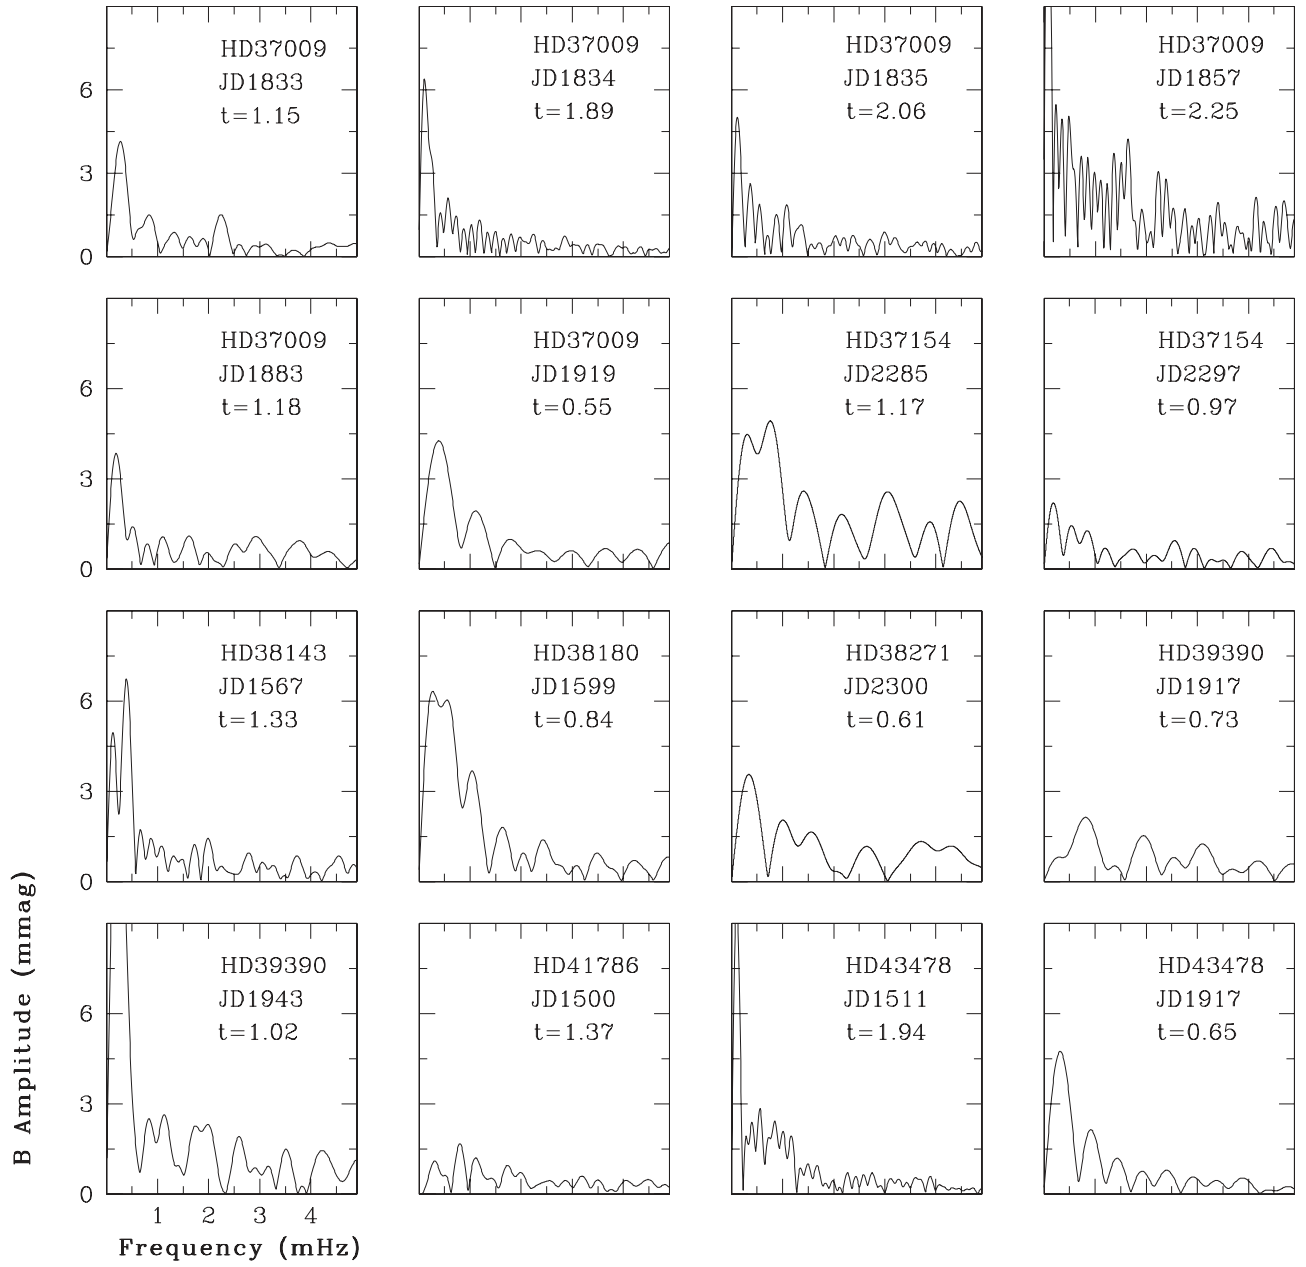 HD37009
JD1833
t=1.15
HD37009
JD1834
t=1.89
HD37009
JD1835
t=2.06
HD37009
JD1857
t=2.25
6
3
0
HD37009
JD1883
t=1.18
HD37009
JD1919
t=0.55
HD37154
JD2285
t=1.17
HD37154
JD2297
t=0.97
6
3
0
HD38143
JD1567
t=1.33
HD38180
JD1599
t=0.84
HD38271
JD2300
t=0.61
HD39390
JD1917
t=0.73
6
3
0
HD39390
JD1943
t=1.02
HD41786
JD1500
t=1.37
HD43478
JD1511
t=1.94
HD43478
JD1917
t=0.65
6
3
0
1 2 3 4
Frequency (mHz)
B Amplitude (mmag)